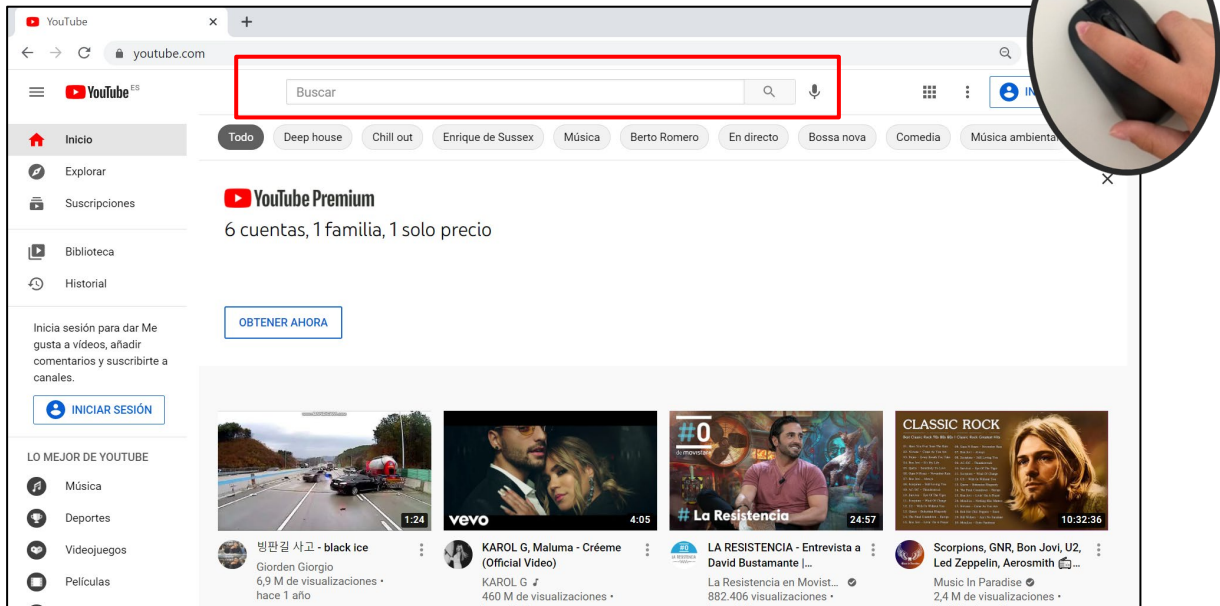 YouTube
youtube.com
YouTube ES
Buscar
Todo Deep house Chill out Enrique de Sussex Música Berto Romero En directo Bossa nova Comedia Música
Inicio
Explorar
Suscripciones
Biblioteca
Historial
Inicia sesión para dar Me
gusta a vídeos, añadir
comentarios y suscribirte a
canales.
INICIAR SESIÓN
LO MEJOR DE YOUTUBE
Música
Deportes
Videojuegos
Películas
YouTube Premium
6 cuentas, 1 familia, 1 solo precio
OBTENER AHORA
1:24
빙판길 사고 - black ice
Giorden Giorgio
6,9 M de visualizaciones •
hace 1 año
vevo
4:05
KAROL G, Maluma - Créeme
(Official Video)
KAROL G
460 M de visualizaciones •
#0
de movistar
# La Resistencia
24:57
LA RESISTENCIA - Entrevista a
David Bustamante |...
La Resistencia en Movist...
882.406 visualizaciones •
CLASSIC ROCK
10:32:36
Scorpions, GNR, Bon Jovi, U2,
Led Zeppelin, Aerosmith 📻...
Music In Paradise
2,4 M de visualizaciones •